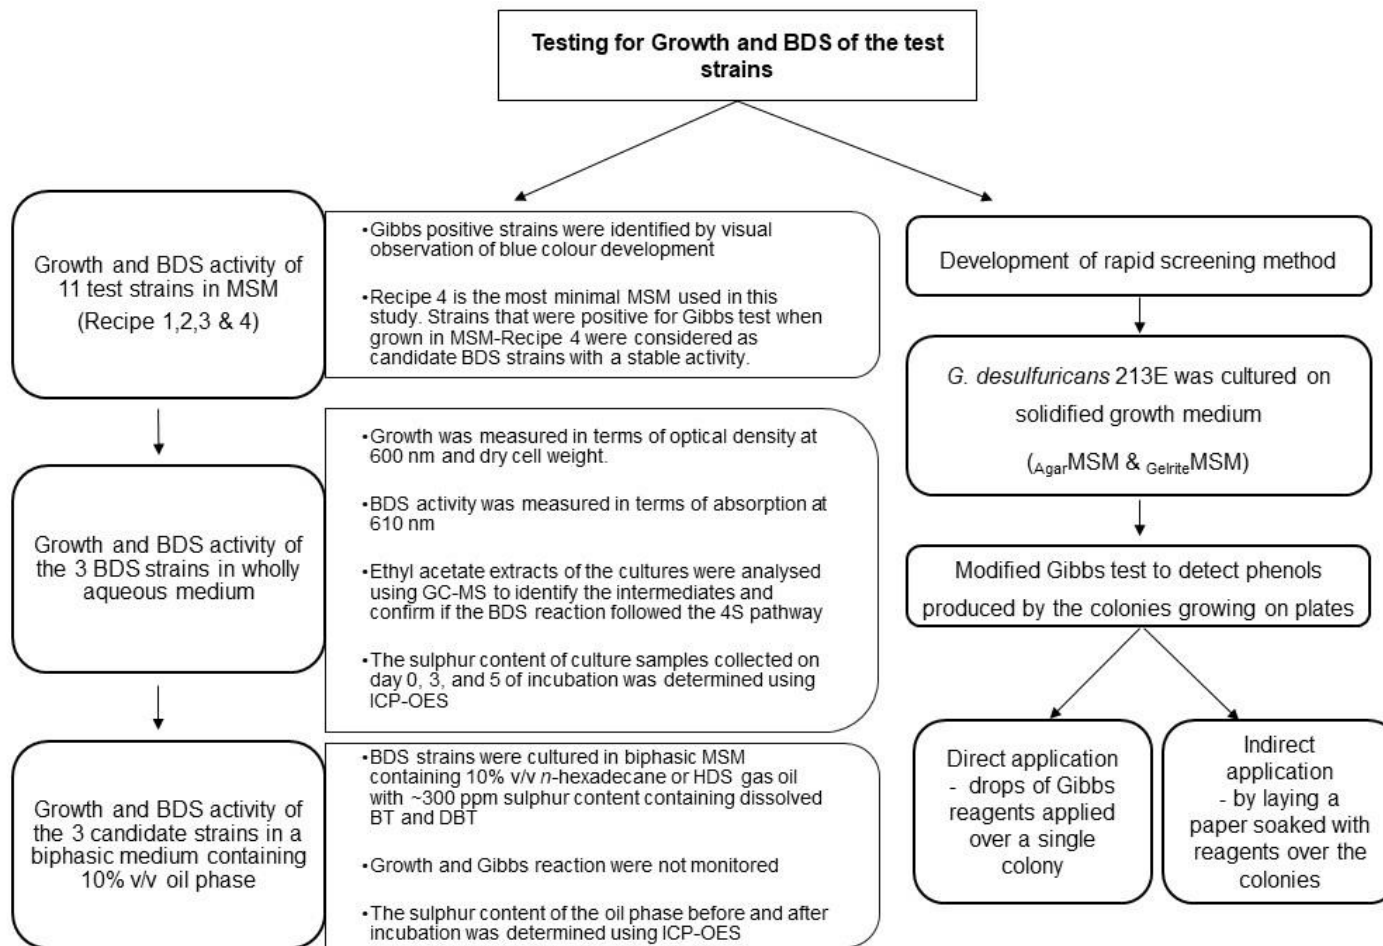 Testing for Growth and BDS of the test
strains
Growth and BDS activity of
11 test strains in MSM
(Recipe 1,2,3 & 4)
•Gibbs positive strains were identified by visual
observation of blue colour development
•Recipe 4 is the most minimal MSM used in this
study. Strains that were positive for Gibbs test when
grown in MSM-Recipe 4 were considered as
candidate BDS strains with a stable activity.
Growth and BDS activity of
the 3 BDS strains in wholly
aqueous medium
•Growth was measured in terms of optical density at
600 nm and dry cell weight.
•BDS activity was measured in terms of absorption at
610 nm
•Ethyl acetate extracts of the cultures were analysed
using GC-MS to identify the intermediates and
confirm if the BDS reaction followed the 4S pathway
•The sulphur content of culture samples collected on
day 0, 3, and 5 of incubation was determined using
ICP-OES
Growth and BDS activity of
the 3 candidate strains in a
biphasic medium containing
10% v/v oil phase
•BDS strains were cultured in biphasic MSM
containing 10% v/v n-hexadecane or HDS gas oil
with ~300 ppm sulphur content containing dissolved
BT and DBT
•Growth and Gibbs reaction were not monitored
•The sulphur content of the oil phase before and after
incubation was determined using ICP-OES
Development of rapid screening method
G. desulfuricans 213E was cultured on
solidified growth medium
(AgarMSM & GelriteMSM)
Modified Gibbs test to detect phenols
produced by the colonies growing on plates
Direct application
- drops of Gibbs
reagents applied
over a single
colony
Indirect
application
- by laying a
paper soaked with
reagents over the
colonies